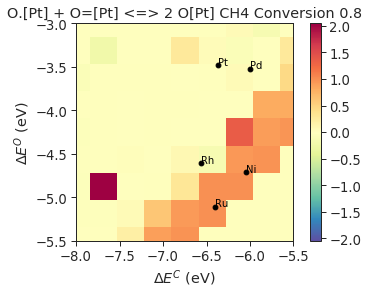 O.[Pt] + O=[Pt] <=> 2 O[Pt] CH4 Conversion 0.8
−3.0
−3.5
−4.0
−4.5
−5.0
−5.5
ΔE^O (eV)
Pt
Pd
Rh
Ni
Ru
−8.0 −7.5 −7.0 −6.5 −6.0 −5.5
ΔE^C (eV)
2.0
1.5
1.0
0.5
0.0
−0.5
−1.0
−1.5
−2.0